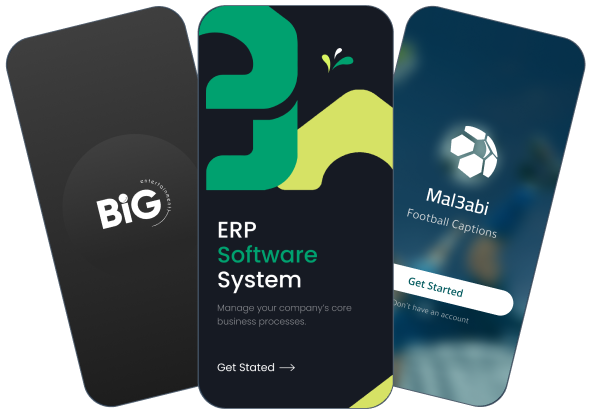 entertainment
BiG
ERP
Software
System
Manage your company's core
business processes.
Get Stated
Mal3abi
Football Captions
Get Started
Don't have an account